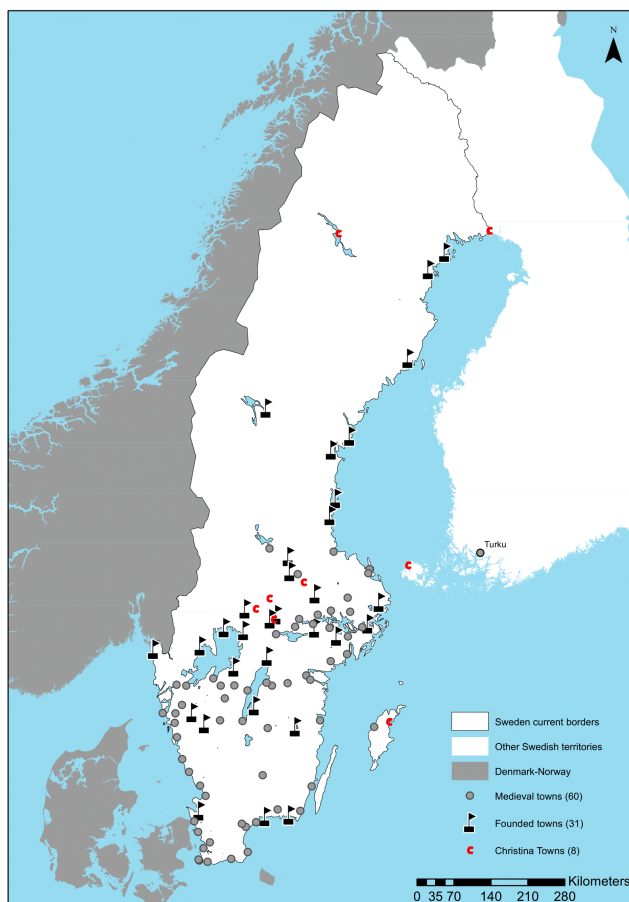 N
Turku
Sweden current borders
Other Swedish territories
Denmark-Norway
Medieval towns (60)
Founded towns (31)
Christina Towns (8)
Kilometers
0 35 70 140 210 280